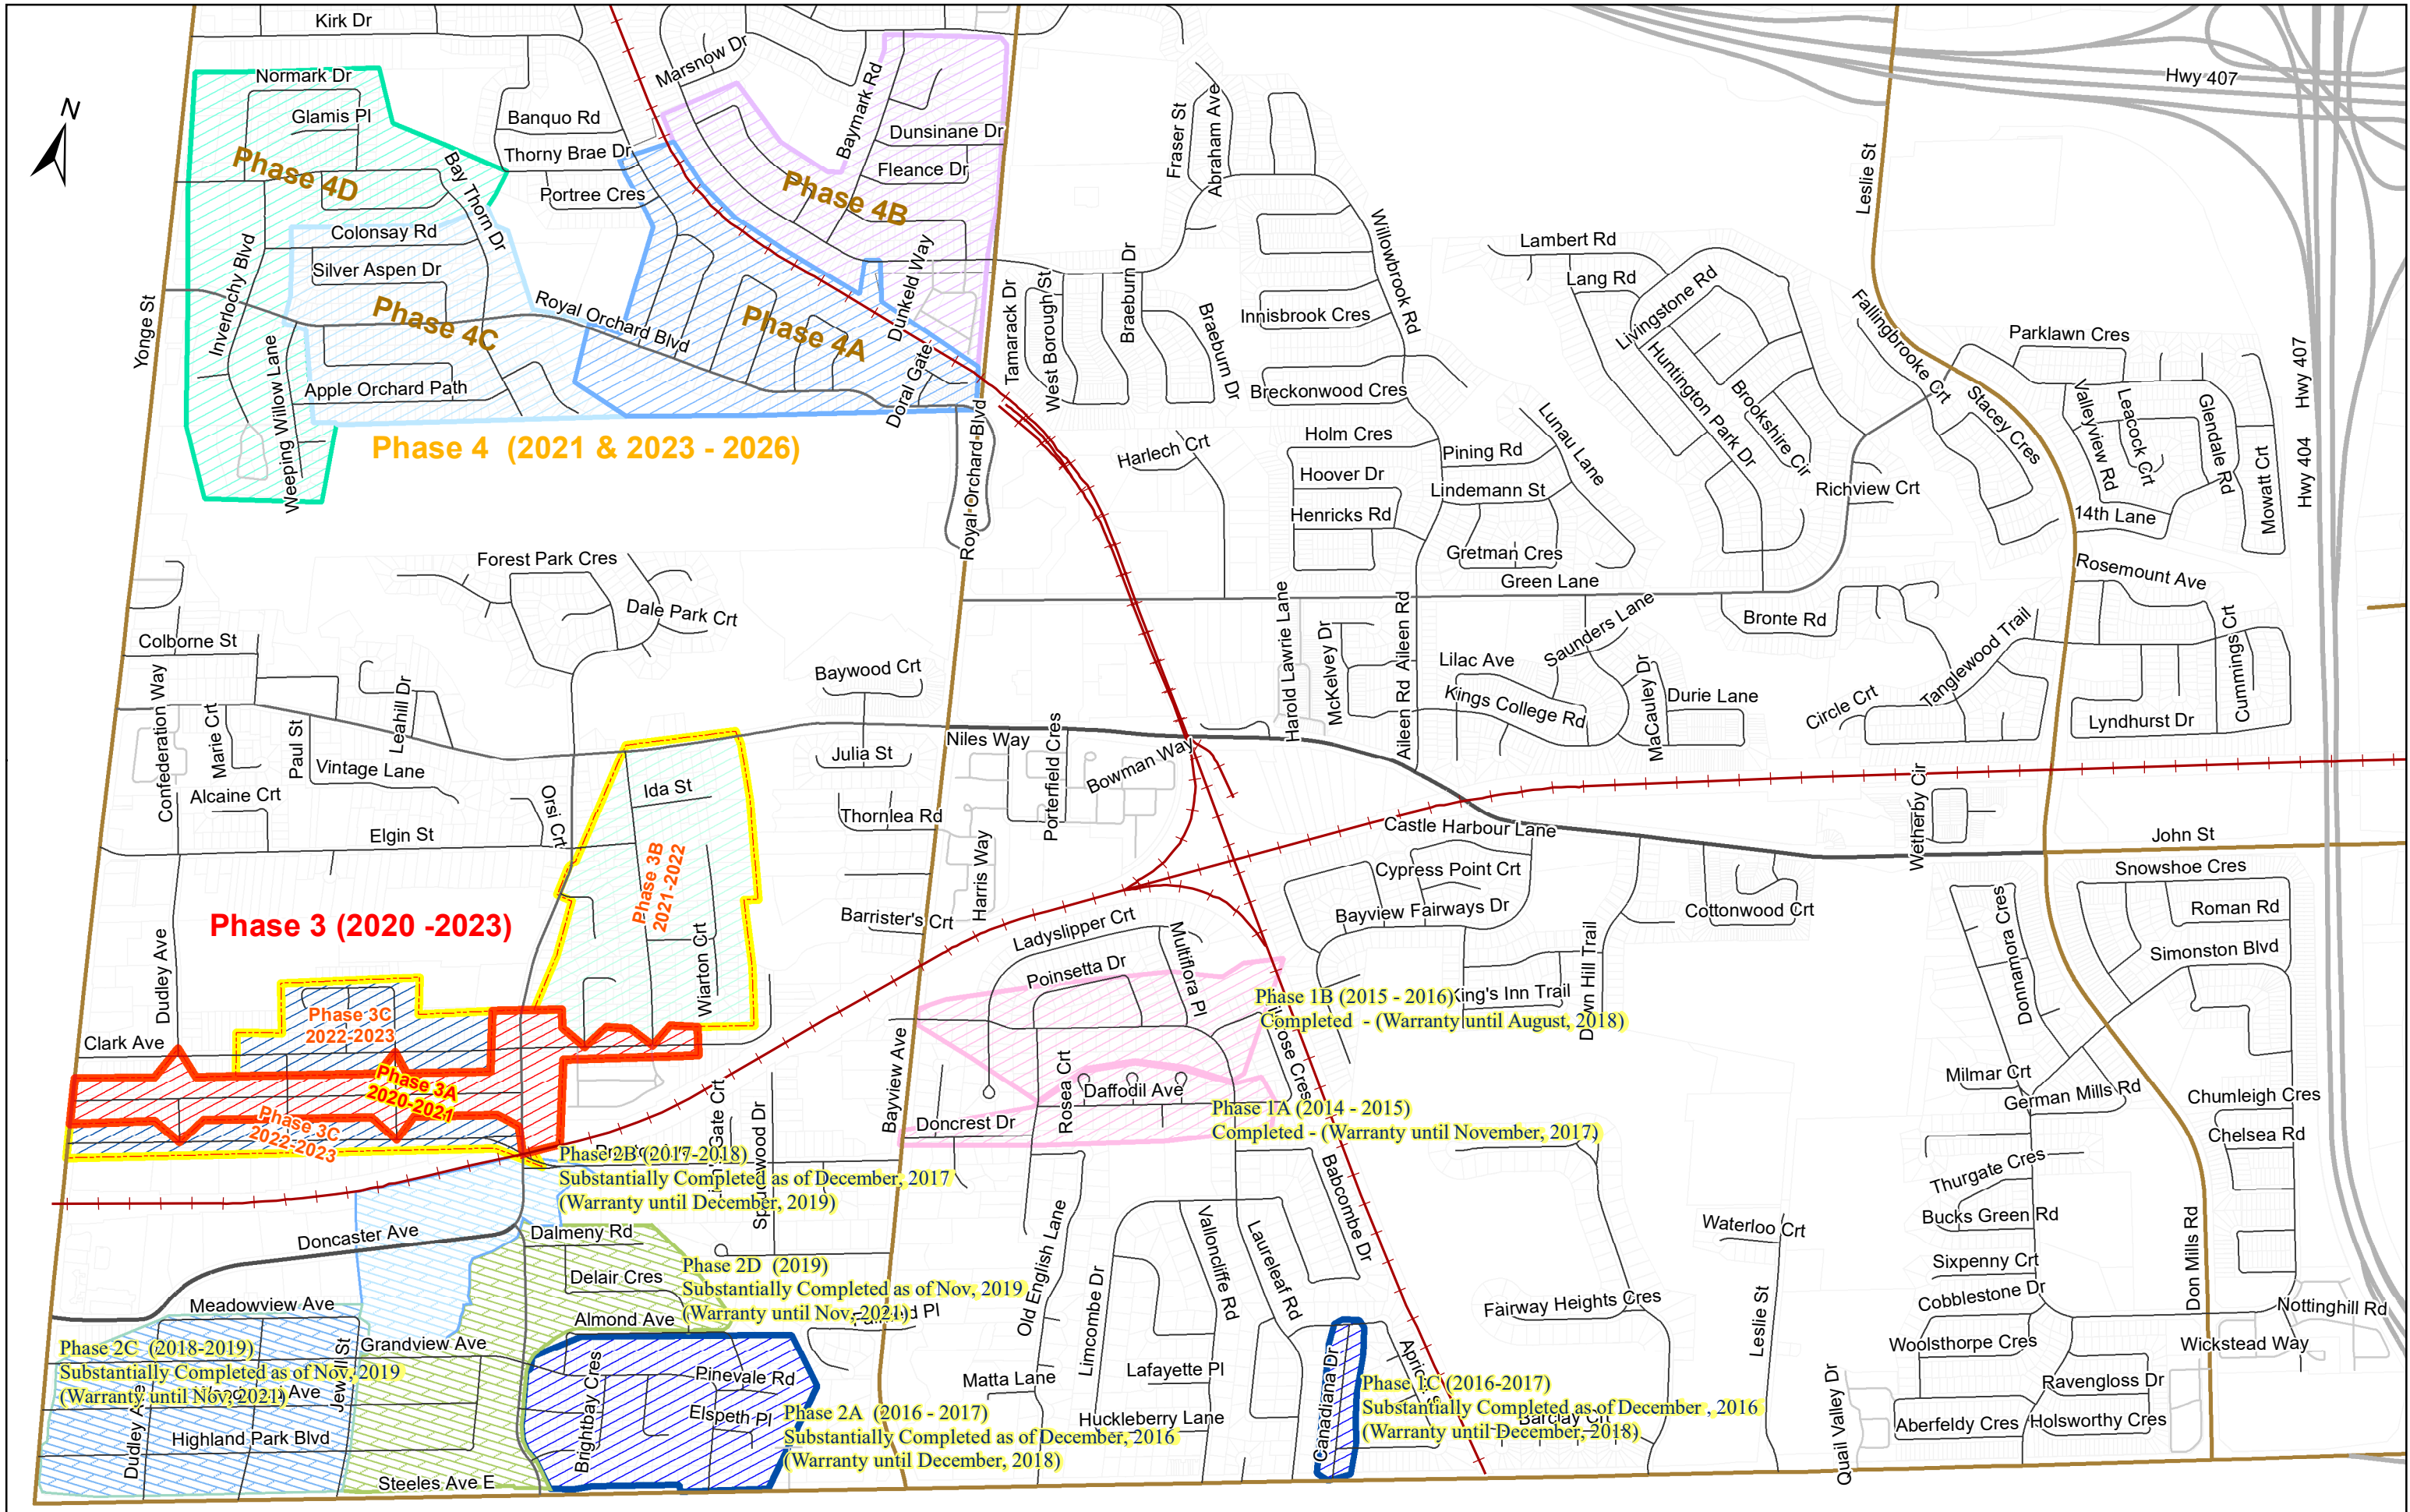 Kirk Dr
Marsnow Dr
Baymark Rd
Hwy 407
N
Normark Dr
Glamis Pl
Banquo Rd
Thorny Brae Dr
Portree Cres
Dunsinane Dr
Fleance Dr
Fraser St
Abraham Ave
Leslie St
Phase 4D
Bay Thorn Dr
Phase 4B
Colonsay Rd
Silver Aspen Dr
Inverlochy Blvd
Phase 4C
Royal Orchard Blvd
Phase 4A
Dunkeld Way
Yonge St
Weeping Willow Lane
Apple Orchard Path
Doral Gate
Tamarack Dr
West Borough St
Braeburn Dr
Braeburn Dr
Willowbrook Rd
Innisbrook Cres
Breckonwood Cres
Lambert Rd
Lang Rd
Livingstone Rd
Huntington Park Dr
Brookshire Cir
Fallingbrooke Crt
Stacey Cres
Parklawn Cres
Valleyview Rd
Leacock Crt
Glendale Rd
Mowatt Crt
Hwy 407
Hwy 404
Phase 4  (2021 & 2023 - 2026)
Royal Orchard Blvd
Harlech Crt
Holm Cres
Hoover Dr
Henricks Rd
Pining Rd
Lunau Lane
Lindemann St
Gretman Cres
Richview Crt
14th Lane
Rosemount Ave
Forest Park Cres
Dale Park Crt
Green Lane
Colborne St
Confederation Way
Marie Crt
Paul St
Leahill Dr
Vintage Lane
Alcaine Crt
Elgin St
Orsi Crt
Baywood Crt
Julia St
Thornlea Rd
Niles Way
Porterfield Cres
Bowman Way
Harold Lawrie Lane
McKelvey Dr
Aileen Rd
Aileen Rd
Lilac Ave
Saunders Lane
Kings College Rd
MacCauley Dr
Durie Lane
Bronte Rd
Circle Crt
Tanglewood Trail
Cummings Crt
Lyndhurst Dr
Ida St
Phase 3B
2021-2022
Wiarton Crt
Harris Way
Barrister's Crt
Castle Harbour Lane
Cypress Point Crt
Bayview Fairways Dr
Cottonwood Crt
Wetherby Cir
John St
Snowshoe Cres
Roman Rd
Simonston Blvd
Donnamora Cres
Phase 3 (2020 -2023)
Dudley Ave
Clark Ave
Phase 3C
2022-2023
Phase 3A
2020-2021
Phase 3C
2022-2023
Ladyslipper Crt
Poinsetta Dr
Multiflora Pl
Bayview Ave
Rosea Crt
Daffodil Ave
Doncrest Dr
Phase 1B (2015 - 2016)
Completed  - (Warranty until August, 2018)
King's Inn Trail
Down Hill Trail
Phase 1A (2014 - 2015)
Completed - (Warranty until November, 2017)
Milmar Crt
German Mills Rd
Chumleigh Cres
Chelsea Rd
Phase 2B (2017-2018)
Substantially Completed as of December, 2017
(Warranty until December, 2019)
Doncaster Ave
Dalmeny Rd
Delair Cres
Almond Ave
Phase 2D  (2019)
Substantially Completed as of Nov, 2019
(Warranty until Nov, 2021)
Old English Lane
Limcombe Dr
Valloncliffe Rd
Laureleaf Rd
Babcombe Dr
Thurgate Cres
Bucks Green Rd
Waterloo Crt
Leslie St
Sixpenny Crt
Cobblestone Dr
Don Mills Rd
Nottinghill Rd
Meadowview Ave
Grandview Ave
Phase 2C  (2018-2019)
Substantially Completed as of Nov, 2019
(Warranty until Nov, 2021)
Ave
Jewell St
Dudley Ave
Highland Park Blvd
Steeles Ave E
Brightbay Cres
Pinevale Rd
Elspeth Pl
Phase 2A  (2016 - 2017)
Substantially Completed as of December, 2016
(Warranty until December, 2018)
Matta Lane
Lafayette Pl
Huckleberry Lane
Canadiana Dr
Fairway Heights Cres
Phase 1C (2016-2017)
Substantially Completed as of December , 2016
(Warranty until December, 2018)
Barclay Crt
Quail Valley Dr
Woolsthorpe Cres
Wickstead Way
Ravengloss Dr
Aberfeldy Cres
Holsworthy Cres